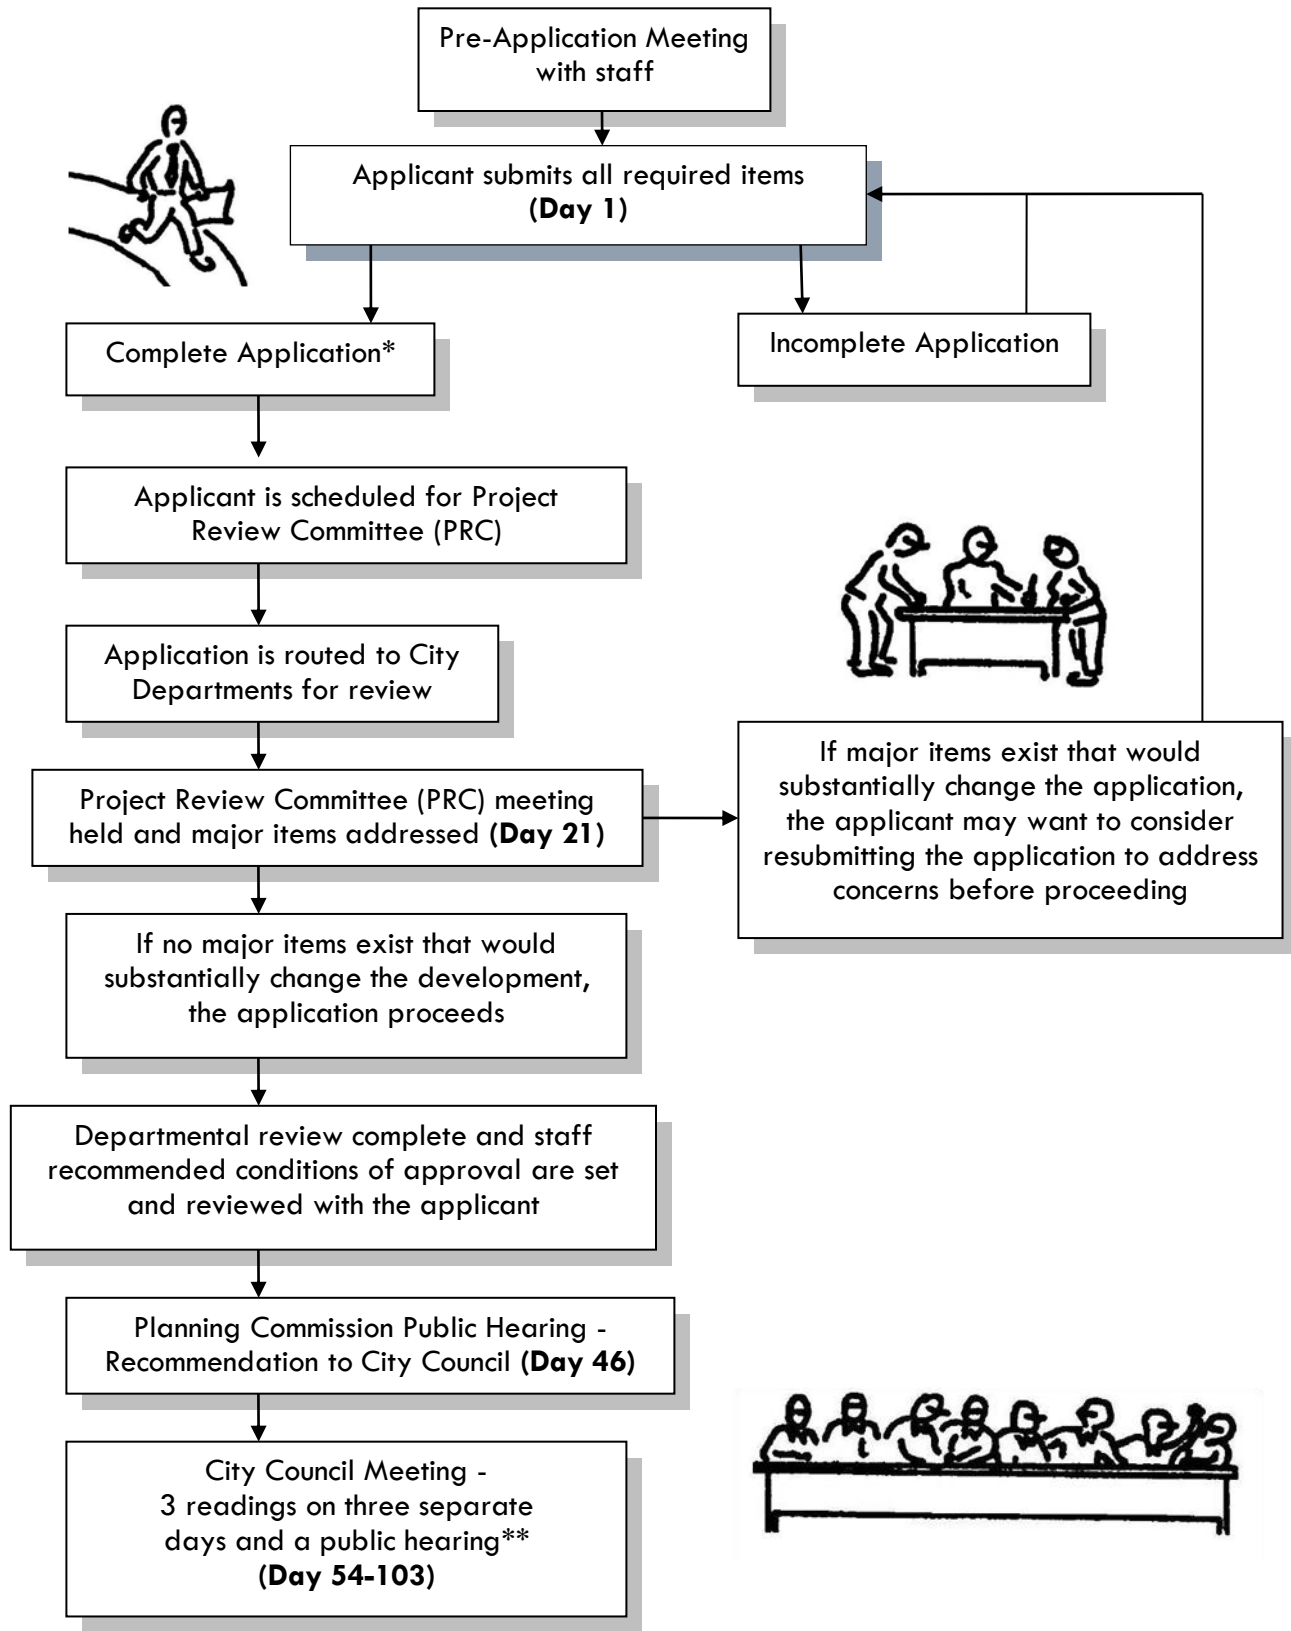 Pre-Application Meeting
with staff
Applicant submits all required items
(Day 1)
Complete Application*
Incomplete Application
Applicant is scheduled for Project
Review Committee (PRC)
Application is routed to City
Departments for review
Project Review Committee (PRC) meeting
held and major items addressed (Day 21)
If major items exist that would
substantially change the application,
the applicant may want to consider
resubmitting the application to address
concerns before proceeding
If no major items exist that would
substantially change the development,
the application proceeds
Departmental review complete and staff
recommended conditions of approval are set
and reviewed with the applicant
Planning Commission Public Hearing -
Recommendation to City Council (Day 46)
City Council Meeting -
3 readings on three separate
days and a public hearing**
(Day 54-103)